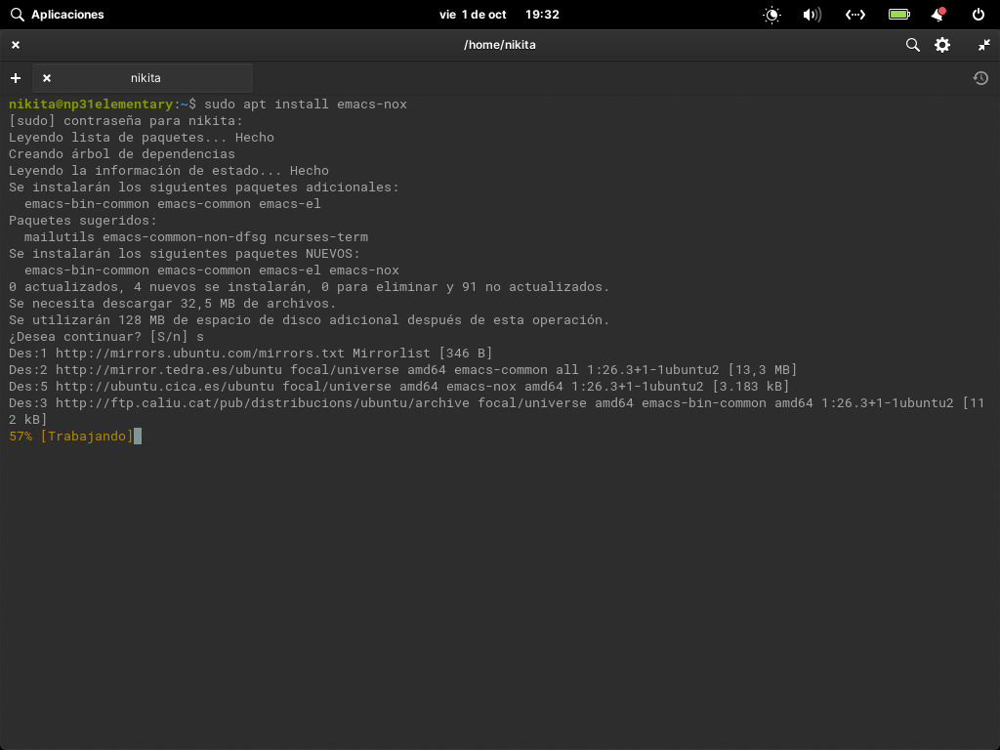 Aplicaciones vie 1 de oct 19:32
/home/nikita
nikita
nikita@np31elementary:~$ sudo apt install emacs-nox
[sudo] contraseña para nikita:
Leyendo lista de paquetes... Hecho
Creando árbol de dependencias
Leyendo la información de estado... Hecho
Se instalarán los siguientes paquetes adicionales:
  emacs-bin-common emacs-common emacs-el
Paquetes sugeridos:
  mailutils emacs-common-non-dfsg ncurses-term
Se instalarán los siguientes paquetes NUEVOS:
  emacs-bin-common emacs-common emacs-el emacs-nox
0 actualizados, 4 nuevos se instalarán, 0 para eliminar y 91 no actualizados.
Se necesita descargar 32,5 MB de archivos.
Se utilizarán 128 MB de espacio de disco adicional después de esta operación.
¿Desea continuar? [S/n] s
Des:1 http://mirrors.ubuntu.com/mirrors.txt Mirrorlist [346 B]
Des:2 http://mirror.tedra.es/ubuntu focal/universe amd64 emacs-common all 1:26.3+1-1ubuntu2 [13,3 MB]
Des:5 http://ubuntu.cica.es/ubuntu focal/universe amd64 emacs-nox amd64 1:26.3+1-1ubuntu2 [3.183 kB]
Des:3 http://ftp.caliu.cat/pub/distribucions/ubuntu/archive focal/universe amd64 emacs-bin-common amd64 1:26.3+1-1ubuntu2 [11
2 kB]
57% [Trabajando]